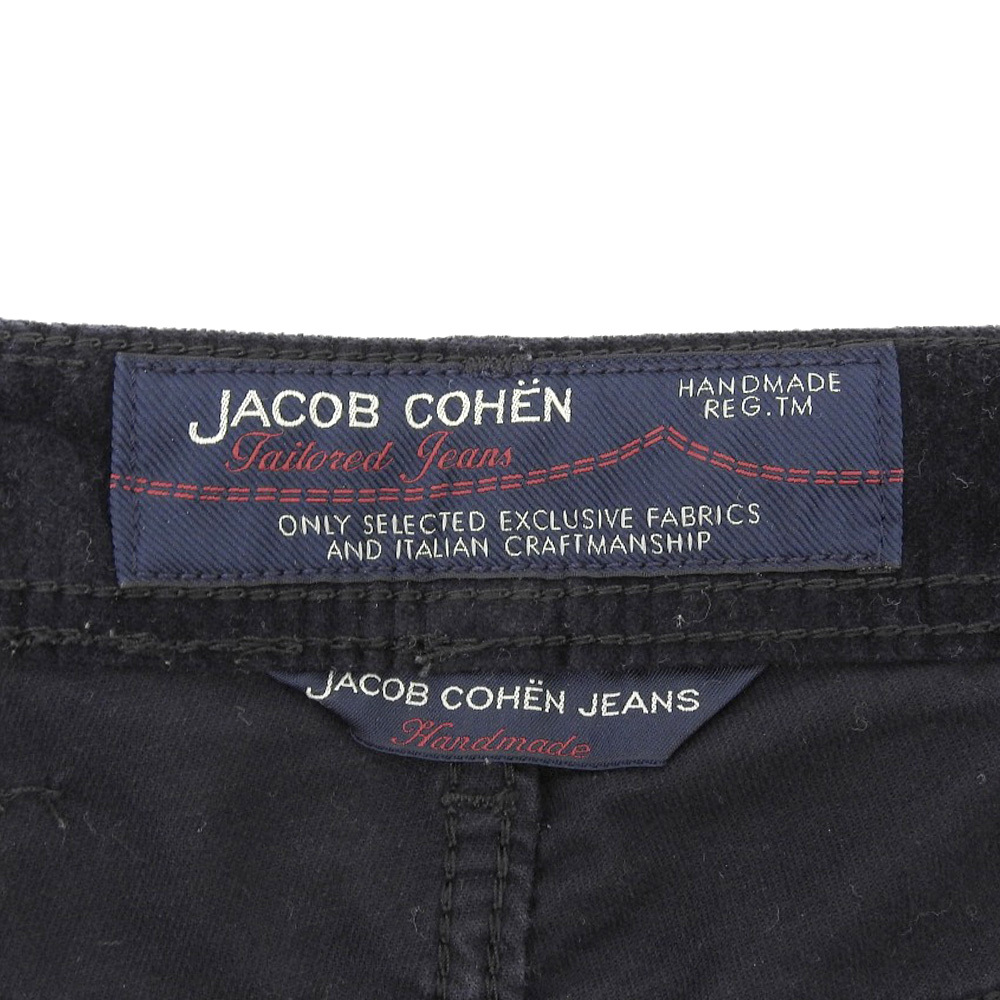 JACOB COHËN
HANDMADE
REG.TM
Tailored Jeans
ONLY SELECTED EXCLUSIVE FABRICS
AND ITALIAN CRAFTMANSHIP
JACOB COHËN JEANS
Handmade